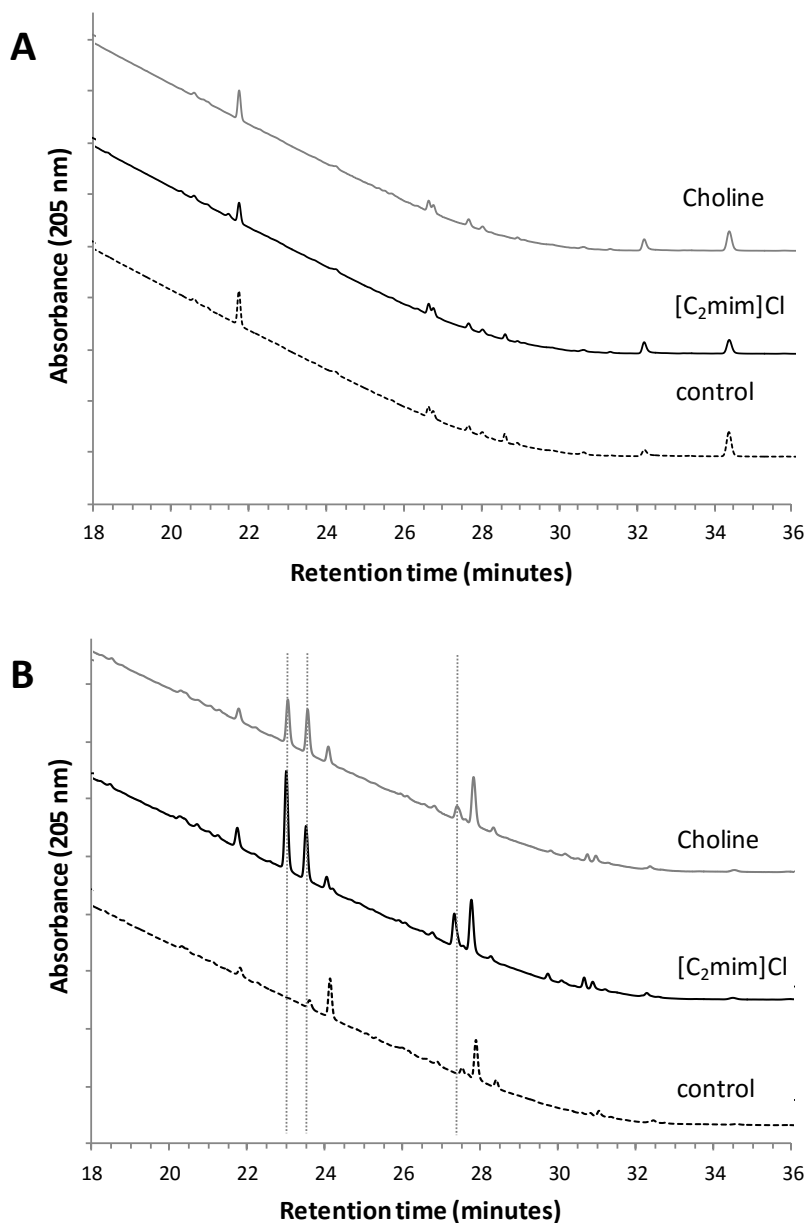 A
Absorbance (205 nm)
Choline
[C₂mim]Cl
control
18 20 22 24 26 28 30 32 34 36
Retention time (minutes)
B
Absorbance (205 nm)
Choline
[C₂mim]Cl
control
18 20 22 24 26 28 30 32 34 36
Retention time (minutes)